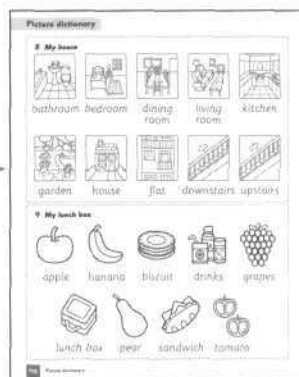 Picture dictionary
8 My house
bathroom bedroom dining room living room kitchen
garden house flat downstairs upstairs
9 My lunch box
apple banana biscuit drinks grapes
lunch box pear sandwich tomato
Picture dictionary